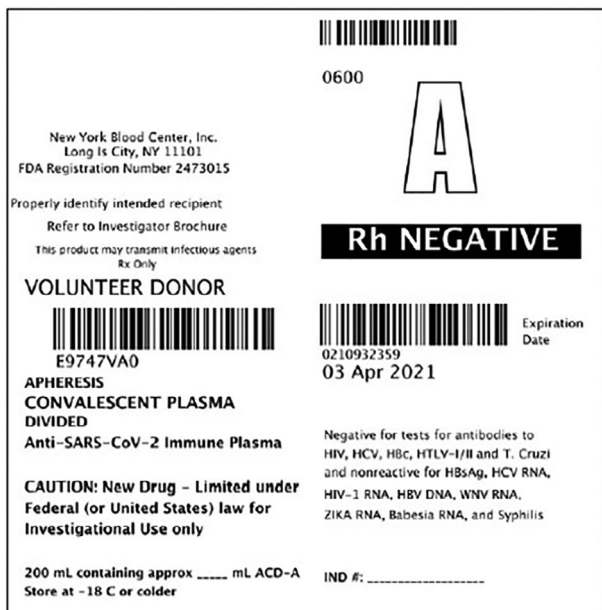 New York Blood Center, Inc.
Long Is City, NY 11101
FDA Registration Number 2473015
Properly identify intended recipient
Refer to Investigator Brochure
This product may transmit infectious agents
Rx Only
VOLUNTEER DONOR
E9747VA0
APHERESIS
CONVALESCENT PLASMA
DIVIDED
Anti-SARS-CoV-2 Immune Plasma
CAUTION: New Drug – Limited under
Federal (or United States) law for
Investigational Use only
200 mL containing approx _____ mL ACD-A
Store at -18 C or colder
0600
A
Rh NEGATIVE
Expiration
Date
0210932359
03 Apr 2021
Negative for tests for antibodies to
HIV, HCV, HBc, HTLV-I/II and T. Cruzi
and nonreactive for HBsAg, HCV RNA,
HIV-1 RNA, HBV DNA, WNV RNA,
ZIKA RNA, Babesia RNA, and Syphilis
IND #: _________________